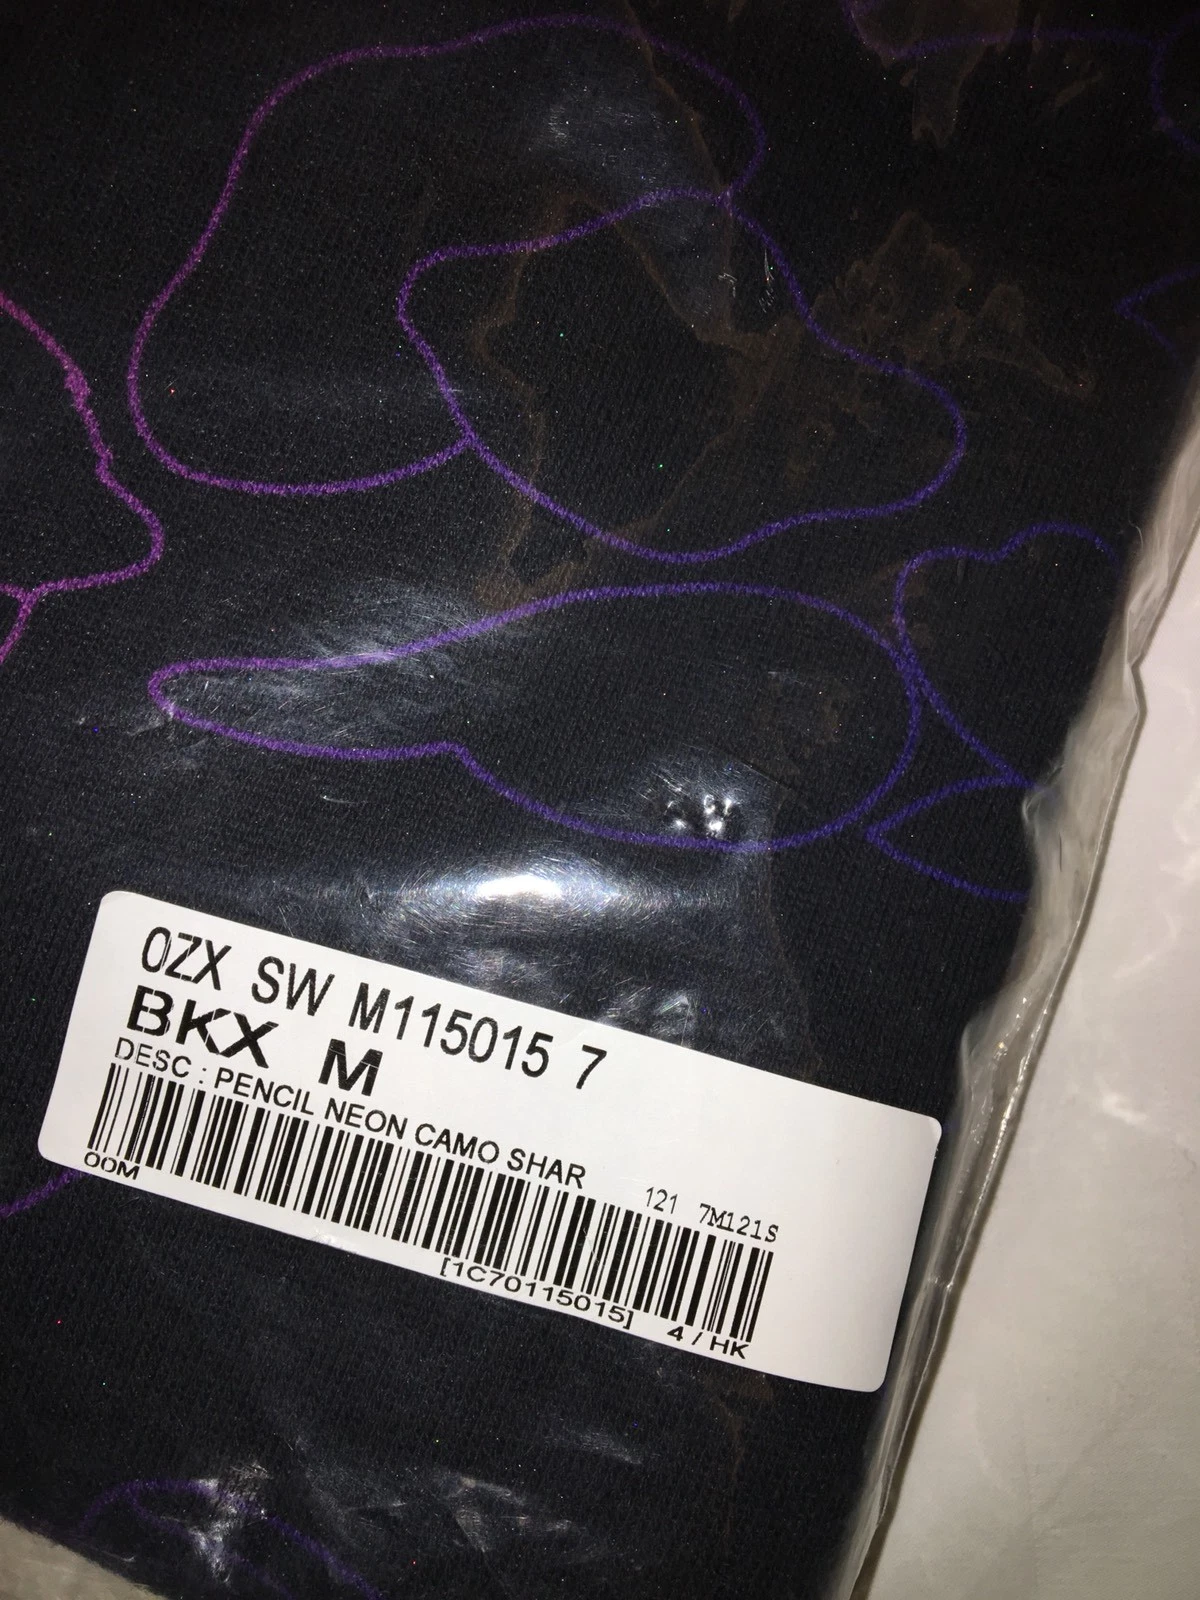 0ZX SW M115015 7
BKX M
DESC : PENCIL NEON CAMO SHAR
121 7M121S
00M
[1C70115015]
4 / HK